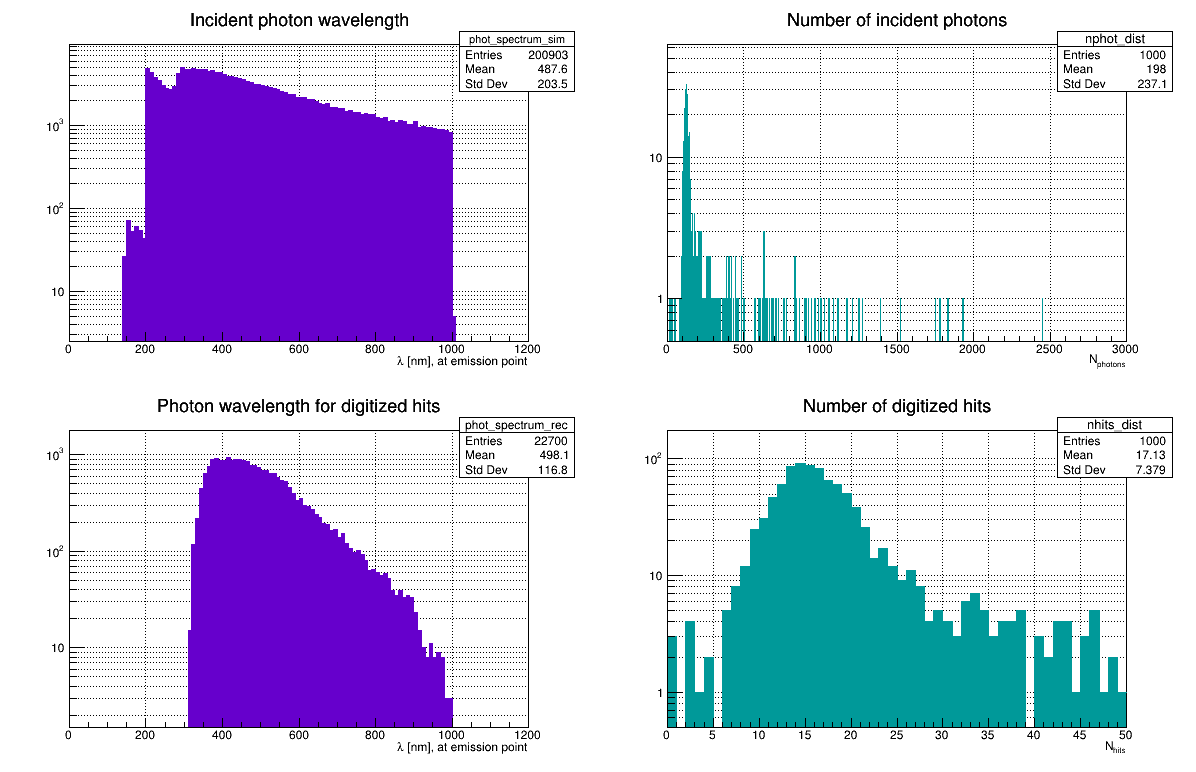 Incident photon wavelength
phot_spectrum_sim
Entries 200903
Mean 487.6
Std Dev 203.5
10³
10²
10
0 200 400 600 800 1000 1200
λ [nm], at emission point
Number of incident photons
nphot_dist
Entries 1000
Mean 198
Std Dev 237.1
10
1
0 500 1000 1500 2000 2500 3000
N_photons
Photon wavelength for digitized hits
phot_spectrum_rec
Entries 22700
Mean 498.1
Std Dev 116.8
10³
10²
10
0 200 400 600 800 1000 1200
λ [nm], at emission point
Number of digitized hits
nhits_dist
Entries 1000
Mean 17.13
Std Dev 7.379
10²
10
1
0 5 10 15 20 25 30 35 40 45 50
N_hits